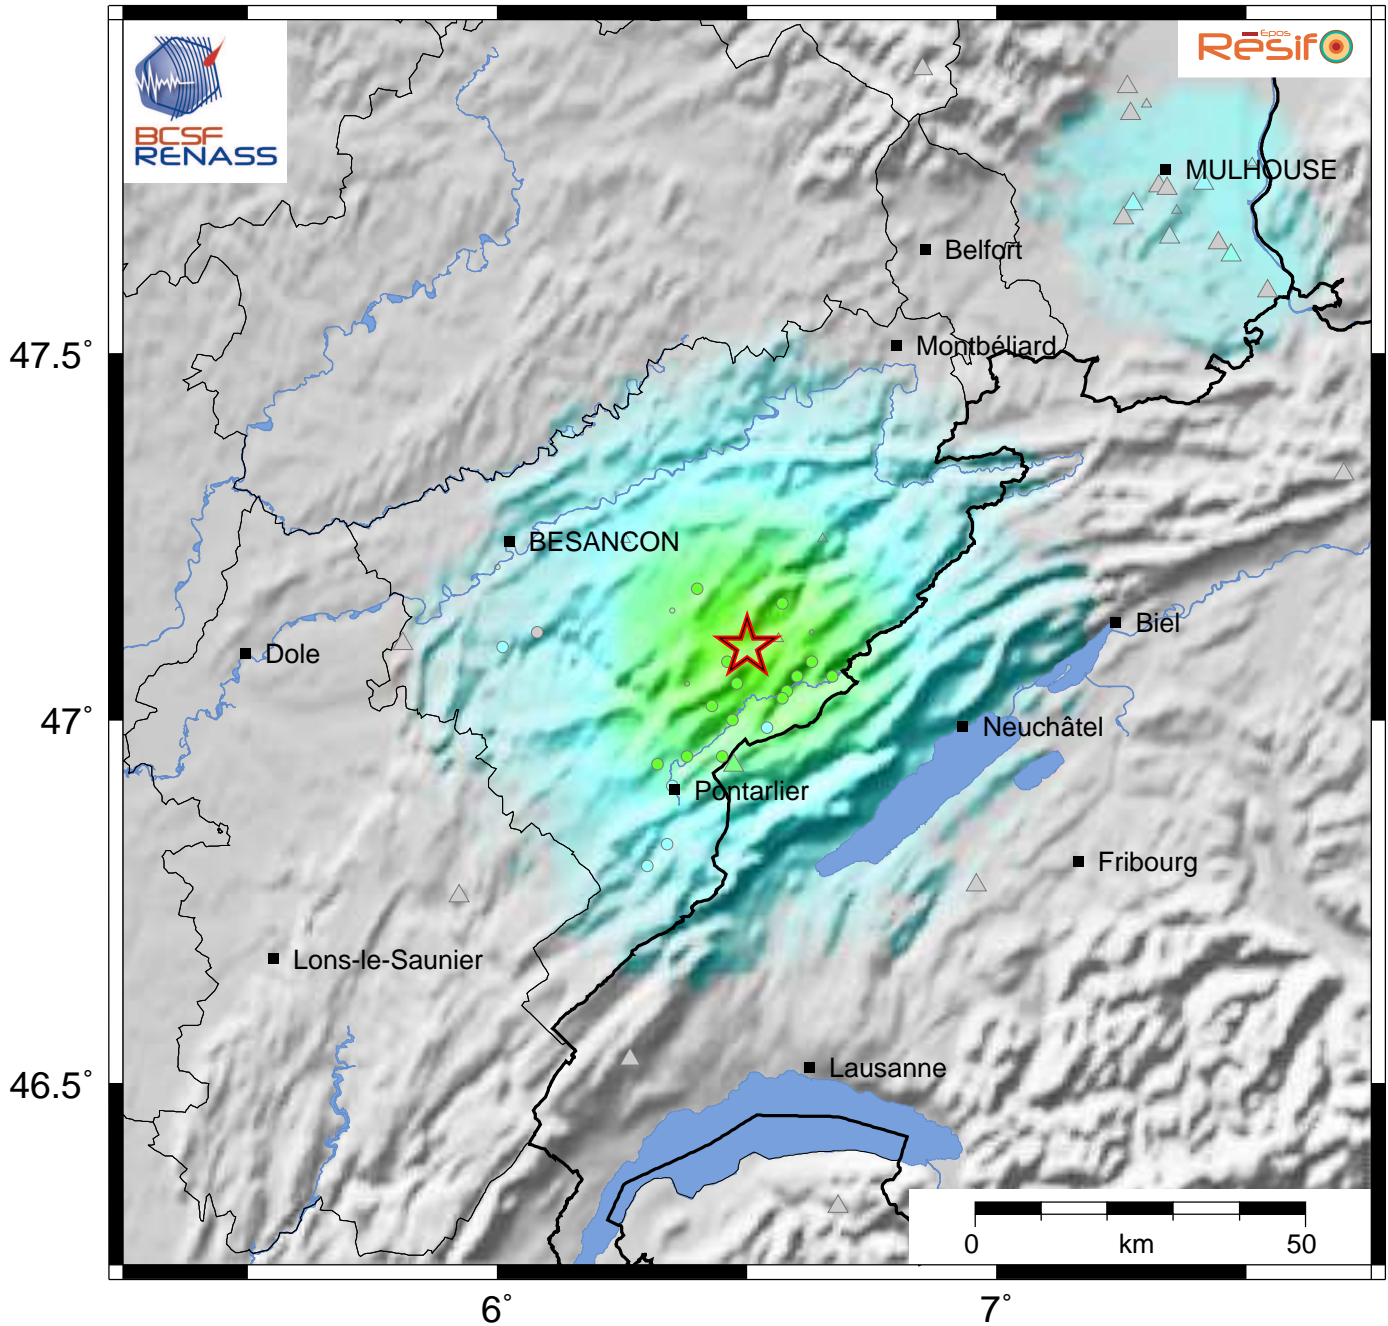 BCSF
RENASS
Epos
Résif
MULHOUSE
Belfort
Montbéliard
47.5°
BESANCON
Biel
Dole
47°
Neuchâtel
Pontarlier
Fribourg
Lons-le-Saunier
46.5°
Lausanne
0 km 50
6° 7°